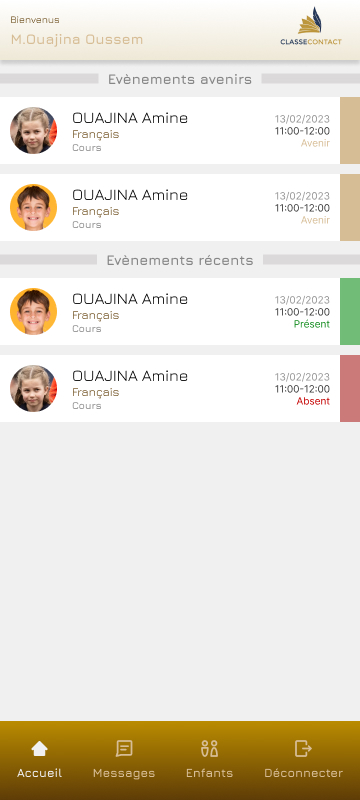 Bienvenus
M.Ouajina Oussem
CLASSECONTACT
Evènements avenirs
OUAJINA Amine
Français
Cours
13/02/2023
11:00-12:00
Avenir
OUAJINA Amine
Français
Cours
13/02/2023
11:00-12:00
Avenir
Evènements récents
OUAJINA Amine
Français
Cours
13/02/2023
11:00-12:00
Présent
OUAJINA Amine
Français
Cours
13/02/2023
11:00-12:00
Absent
Accueil
Messages
Enfants
Déconnecter